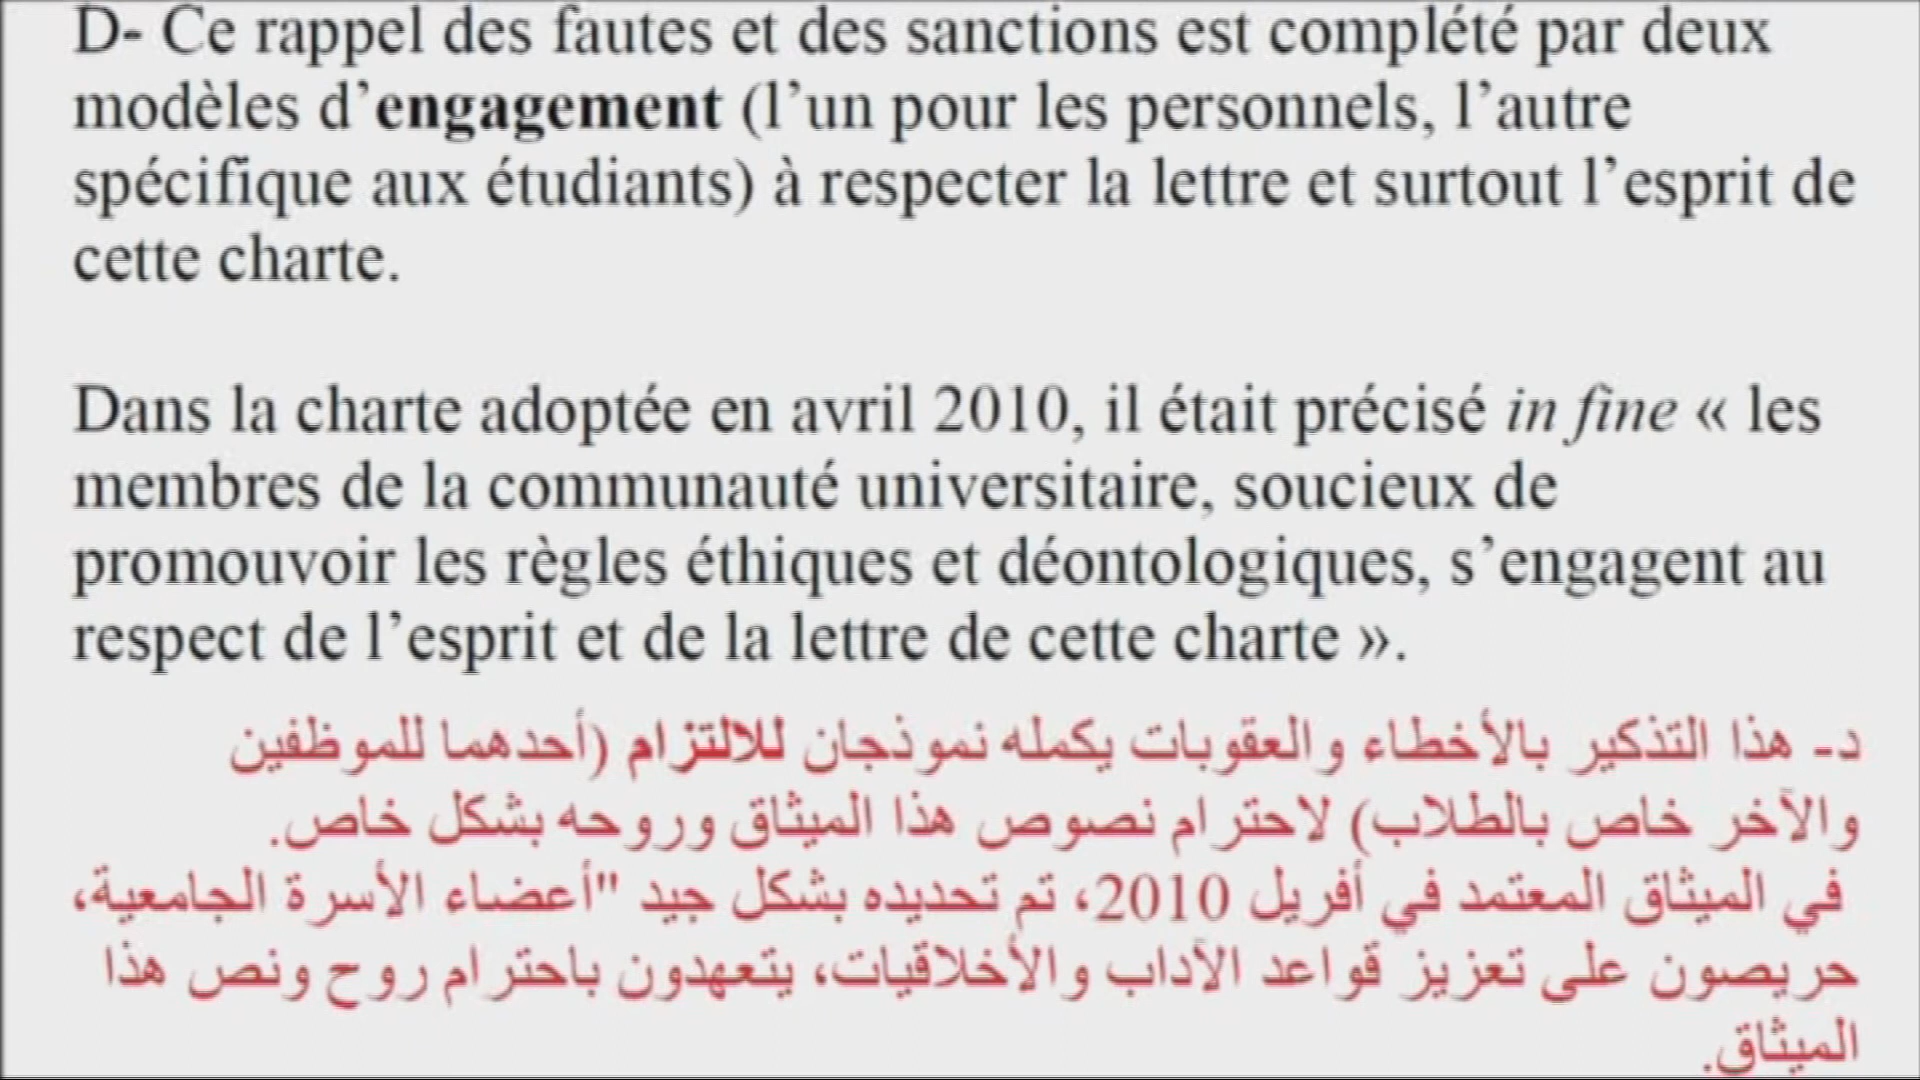 D- Ce rappel des fautes et des sanctions est complété par deux
modèles d’engagement (l’un pour les personnels, l’autre
spécifique aux étudiants) à respecter la lettre et surtout l’esprit de
cette charte.
Dans la charte adoptée en avril 2010, il était précisé in fine « les
membres de la communauté universitaire, soucieux de
promouvoir les règles éthiques et déontologiques, s’engagent au
respect de l’esprit et de la lettre de cette charte ».
د- هذا التذكير بالأخطاء والعقوبات يكمله نموذجان للالتزام (أحدهما للموظفين
والآخر خاص بالطلاب) لاحترام نصوص هذا الميثاق وروحه بشكل خاص.
في الميثاق المعتمد في أفريل 2010، تم تحديده بشكل جيد "أعضاء الأسرة الجامعية،
حريصون على تعزيز قواعد الآداب والأخلاقيات، يتعهدون باحترام روح ونص هذا
الميثاق.